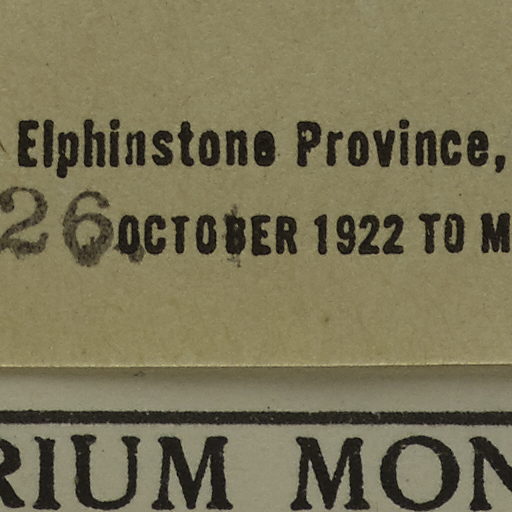 Elphinstone Province,
26. OCTOBER 1922 TO M
RIUM MON